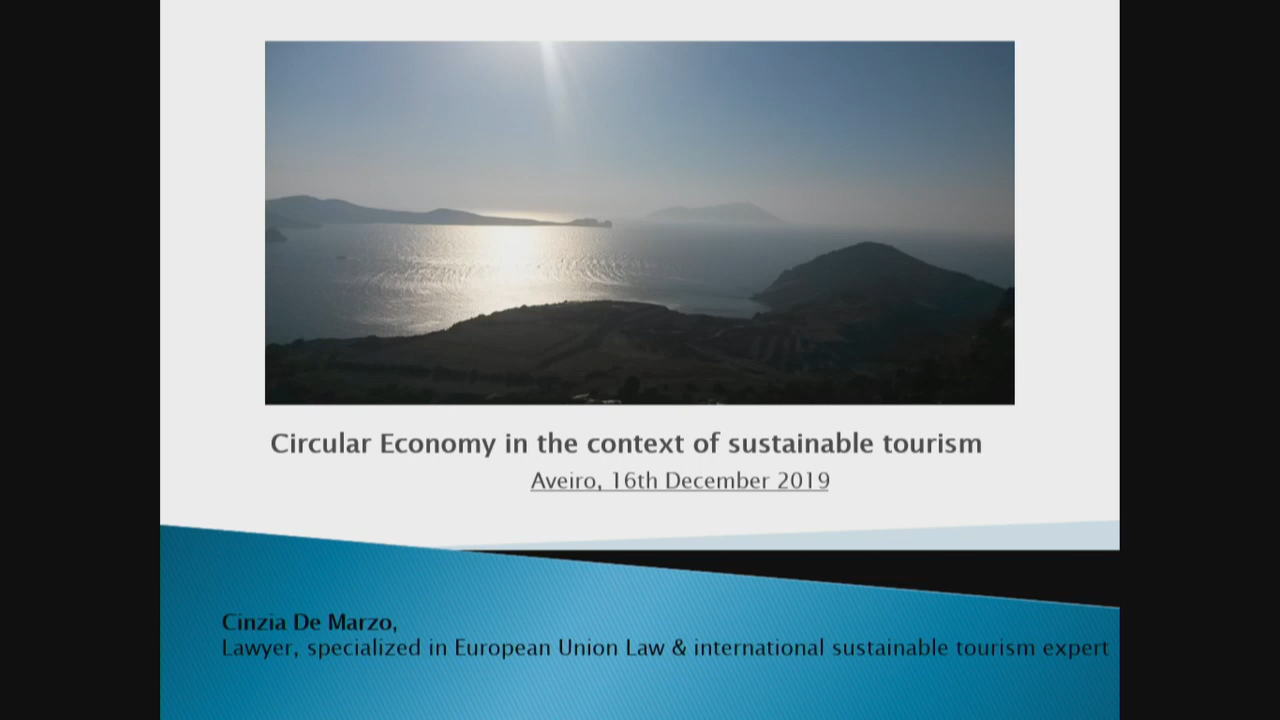 Circular Economy in the context of sustainable tourism
Aveiro, 16th December 2019
Cinzia De Marzo,
Lawyer, specialized in European Union Law & international sustainable tourism expert